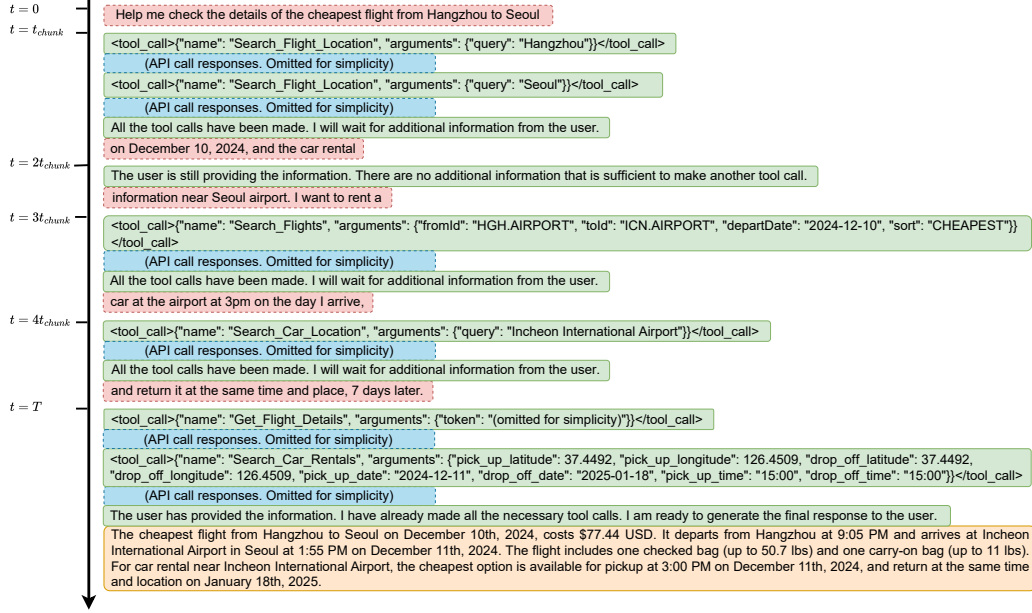 t = 0
Help me check the details of the cheapest flight from Hangzhou to Seoul
t = t_chunk
<tool_call>{"name": "Search_Flight_Location", "arguments": {"query": "Hangzhou"}}</tool_call>
(API call responses. Omitted for simplicity)
<tool_call>{"name": "Search_Flight_Location", "arguments": {"query": "Seoul"}}</tool_call>
(API call responses. Omitted for simplicity)
All the tool calls have been made. I will wait for additional information from the user.
on December 10, 2024, and the car rental
t = 2t_chunk
The user is still providing the information. There are no additional information that is sufficient to make another tool call.
information near Seoul airport. I want to rent a
t = 3t_chunk
<tool_call>{"name": "Search_Flights", "arguments": {"fromId": "HGH.AIRPORT", "toId": "ICN.AIRPORT", "departDate": "2024-12-10", "sort": "CHEAPEST"}}
</tool_call>
(API call responses. Omitted for simplicity)
All the tool calls have been made. I will wait for additional information from the user.
car at the airport at 3pm on the day I arrive,
t = 4t_chunk
<tool_call>{"name": "Search_Car_Location", "arguments": {"query": "Incheon International Airport"}}</tool_call>
(API call responses. Omitted for simplicity)
All the tool calls have been made. I will wait for additional information from the user.
and return it at the same time and place, 7 days later.
t = T
<tool_call>{"name": "Get_Flight_Details", "arguments": {"token": "(omitted for simplicity)"}}</tool_call>
(API call responses. Omitted for simplicity)
<tool_call>{"name": "Search_Car_Rentals", "arguments": {"pick_up_latitude": 37.4492, "pick_up_longitude": 126.4509, "drop_off_latitude": 37.4492,
"drop_off_longitude": 126.4509, "pick_up_date": "2024-12-11", "drop_off_date": "2025-01-18", "pick_up_time": "15:00", "drop_off_time": "15:00"}}</tool_call>
(API call responses. Omitted for simplicity)
The user has provided the information. I have already made all the necessary tool calls. I am ready to generate the final response to the user.
The cheapest flight from Hangzhou to Seoul on December 10th, 2024, costs $77.44 USD. It departs from Hangzhou at 9:05 PM and arrives at Incheon
International Airport in Seoul at 1:55 PM on December 11th, 2024. The flight includes one checked bag (up to 50.7 lbs) and one carry-on bag (up to 11 lbs).
For car rental near Incheon International Airport, the cheapest option is available for pickup at 3:00 PM on December 11th, 2024, and return at the same time
and location on January 18th, 2025.